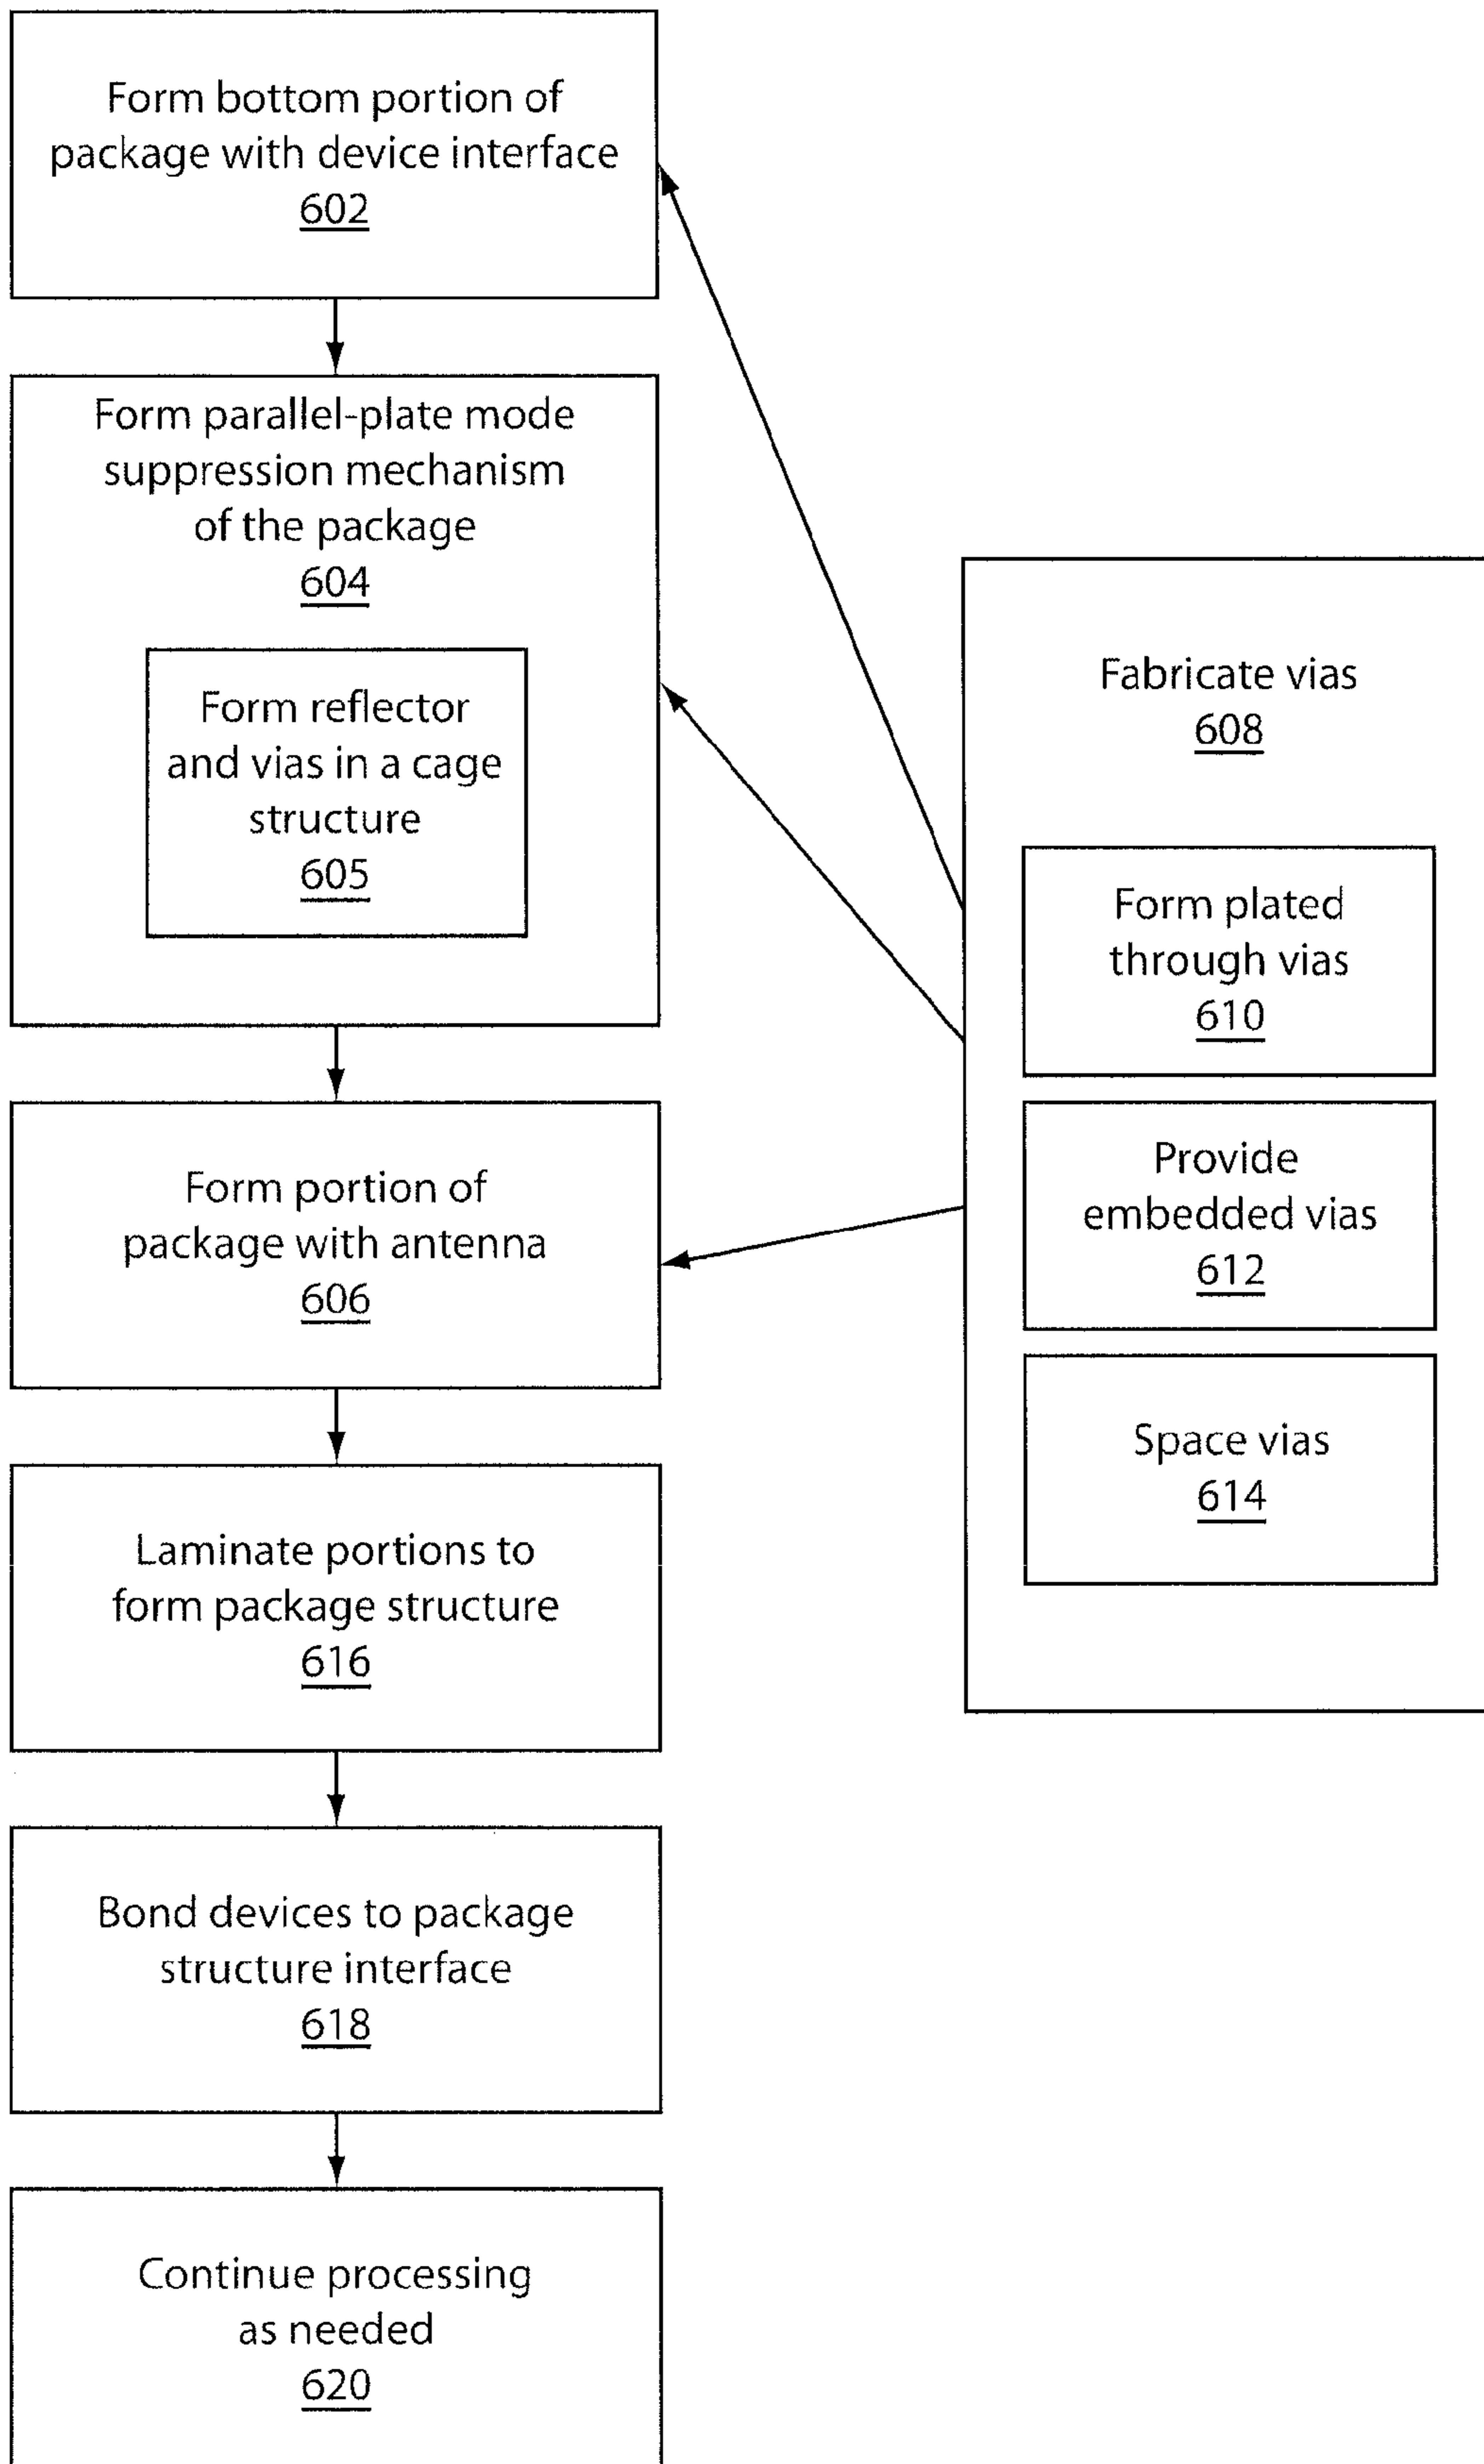 Form bottom portion of
package with device interface
602
Form parallel-plate mode
suppression mechanism
of the package
604
Form reflector
and vias in a cage
structure
605
Form portion of
package with antenna
606
Laminate portions to
form package structure
616
Bond devices to package
structure interface
618
Continue processing
as needed
620
Fabricate vias
608
Form plated
through vias
610
Provide
embedded vias
612
Space vias
614